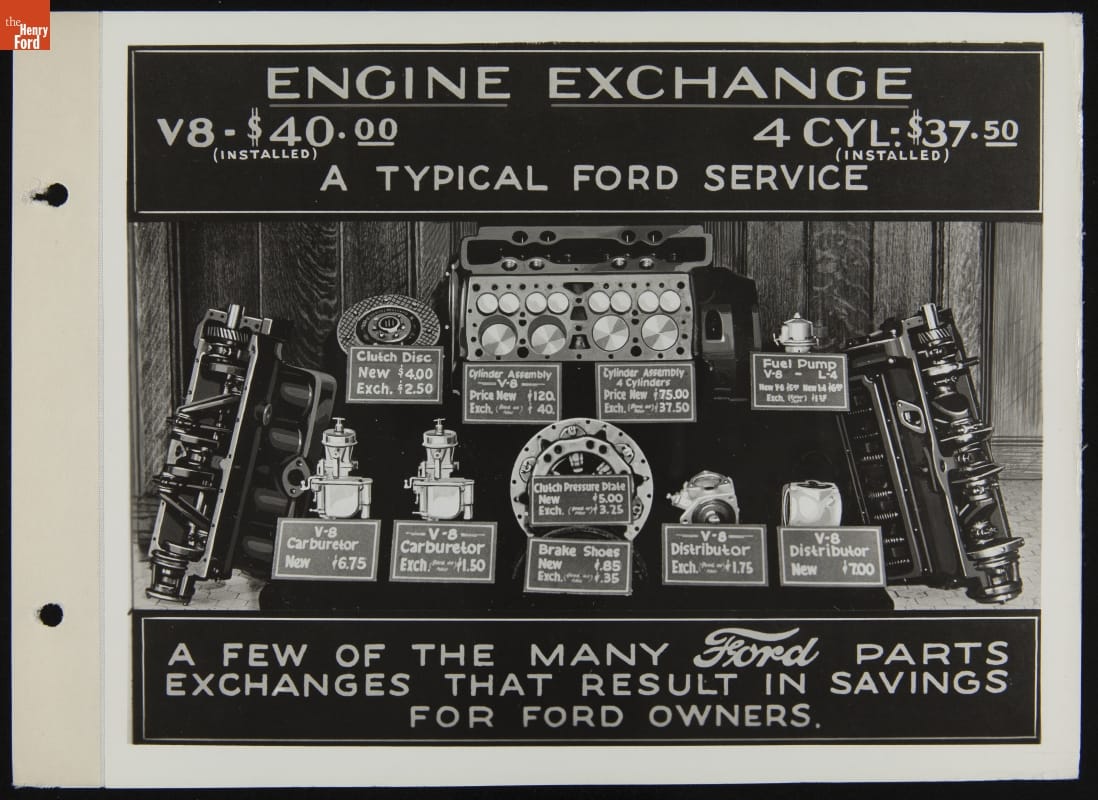 the
Henry
Ford
ENGINE EXCHANGE
V8 - $40.00
(INSTALLED)
4 CYL: $37.50
(INSTALLED)
A TYPICAL FORD SERVICE
Clutch Disc
New $4.00
Exch. $2.50
Cylinder Assembly
V-8
Price New $120.
Exch. 40.
Cylinder Assembly
4 Cylinders
Price New $75.00
Exch. $37.50
Fuel Pump
V-8 - L-4
Exch.
Clutch Pressure Plate
New $5.00
Exch. $3.25
V-8
Carburetor
New $6.75
V-8
Carburetor
Exch. $1.50
Brake Shoes
New $.85
Exch. $.35
V-8
Distributor
Exch. $1.75
V-8
Distributor
New $7.00
A FEW OF THE MANY Ford PARTS
EXCHANGES THAT RESULT IN SAVINGS
FOR FORD OWNERS.